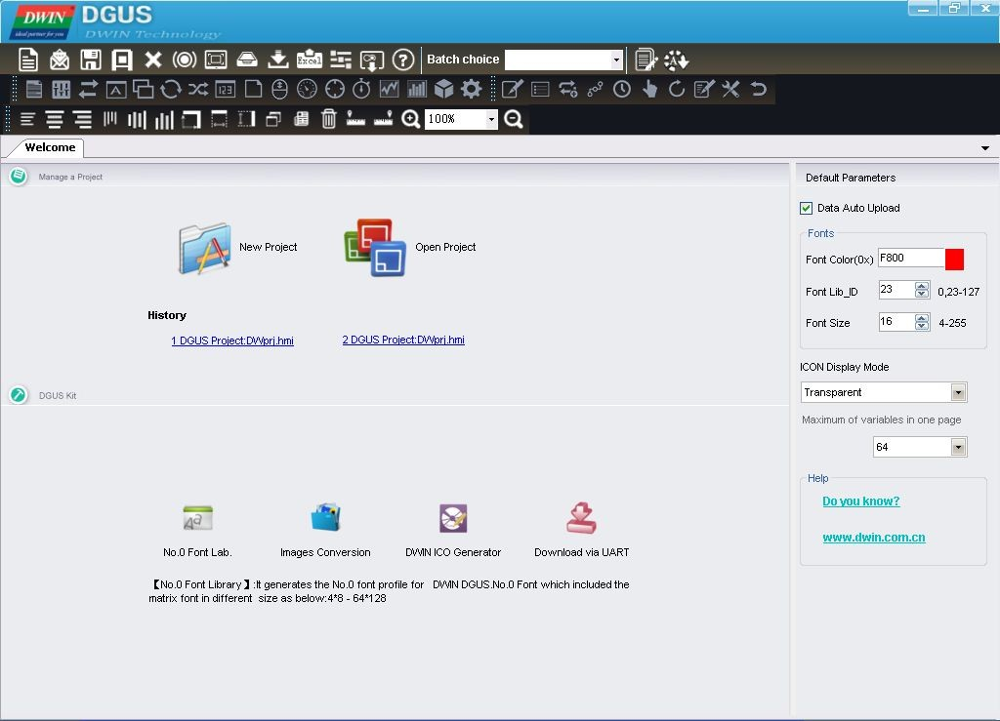 DWIN
ideal partner for you
DGUS
DWIN Technology
Excel
Batch choice
123
100%
Welcome
Manage a Project
New Project
Open Project
History
1 DGUS Project:DWprj.hmi
2 DGUS Project:DWprj.hmi
DGUS Kit
No.0 Font Lab.
Images Conversion
DWIN ICO Generator
Download via UART
【No.0 Font Library 】:It generates the No.0 font profile for DWIN DGUS.No.0 Font which included the
matrix font in different size as below:4*8 - 64*128
Default Parameters
Data Auto Upload
Fonts
Font Color(0x) F800
Font Lib_ID 23 0,23-127
Font Size 16 4-255
ICON Display Mode
Transparent
Maximum of variables in one page
64
Help
Do you know?
www.dwin.com.cn